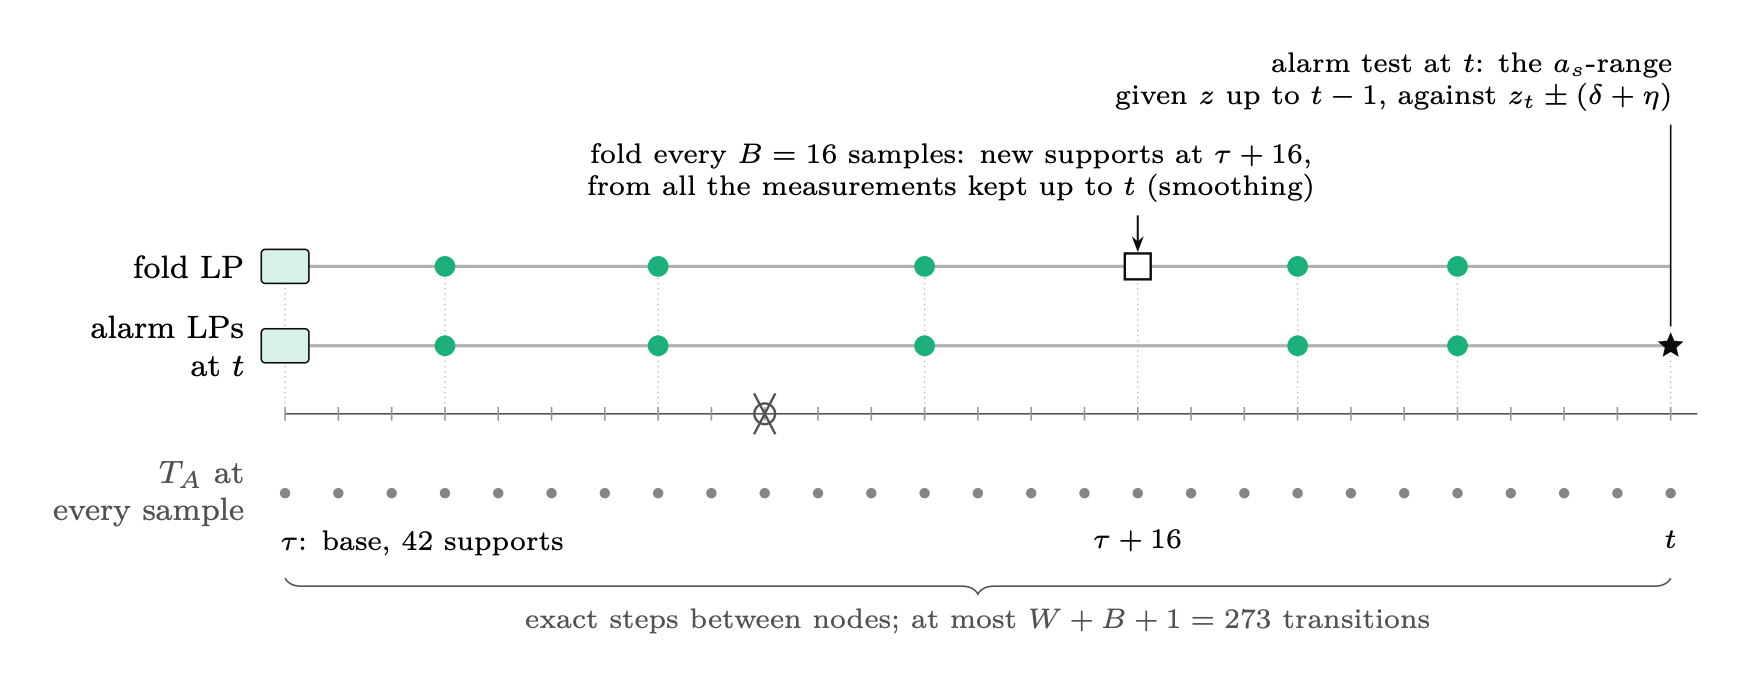 alarm test at t: the aₛ-range
given z up to t − 1, against zₜ ± (δ + η)
fold every B = 16 samples: new supports at τ + 16,
from all the measurements kept up to t (smoothing)
fold LP
alarm LPs
at t
T_A at
every sample
τ: base, 42 supports
τ + 16
t
exact steps between nodes; at most W + B + 1 = 273 transitions